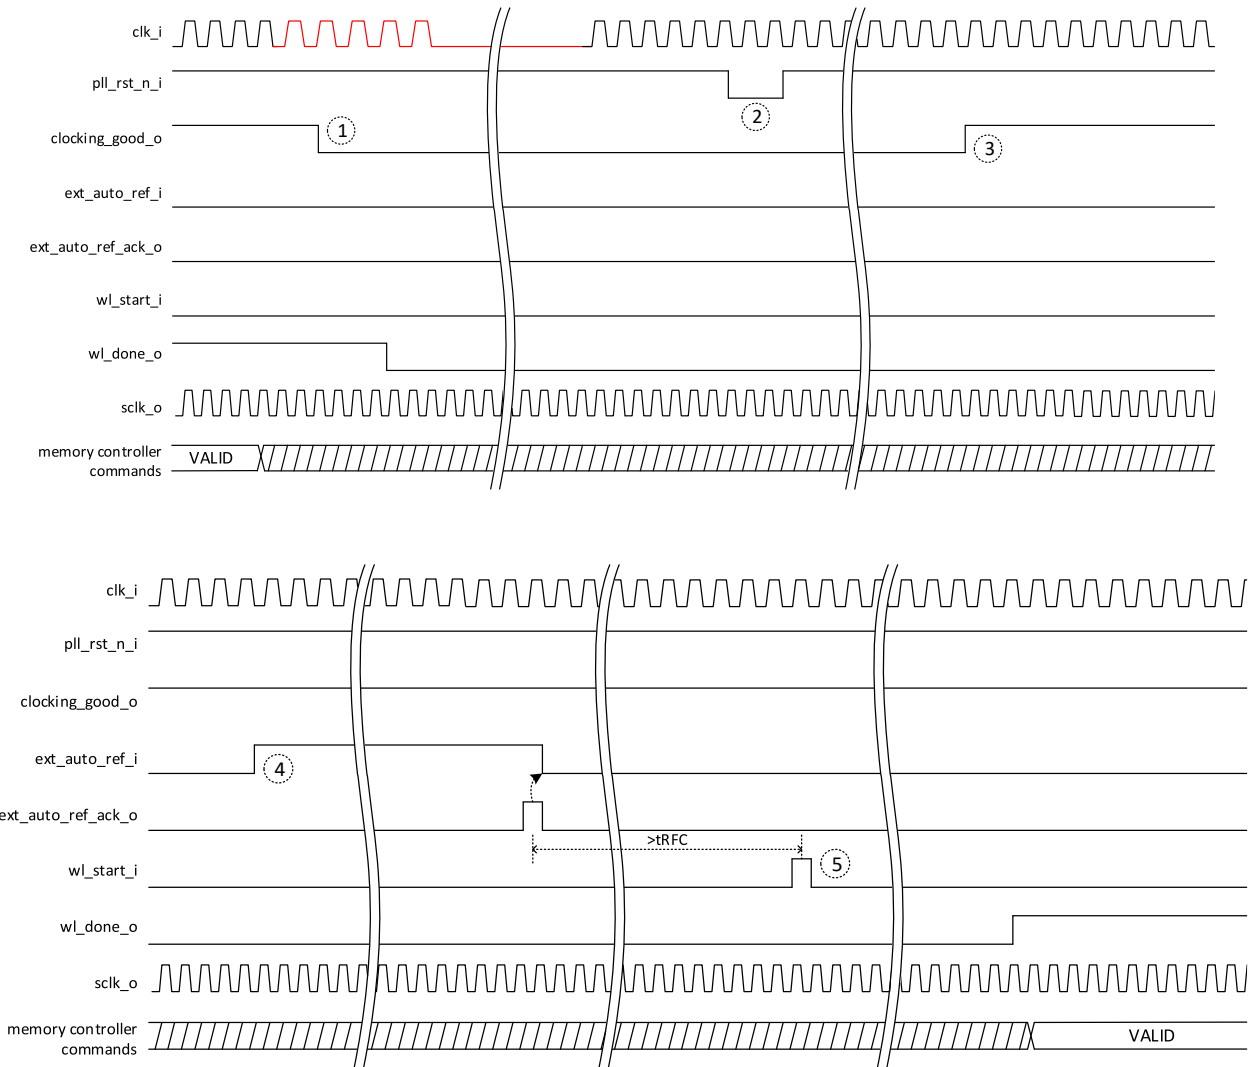 clk_i
pll_rst_n_i
2
clocking_good_o
1
3
ext_auto_ref_i
ext_auto_ref_ack_o
wl_start_i
wl_done_o
sclk_o
memory controller
commands
VALID
clk_i
pll_rst_n_i
clocking_good_o
ext_auto_ref_i
4
ext_auto_ref_ack_o
>tRFC
wl_start_i
5
wl_done_o
sclk_o
memory controller
commands
VALID